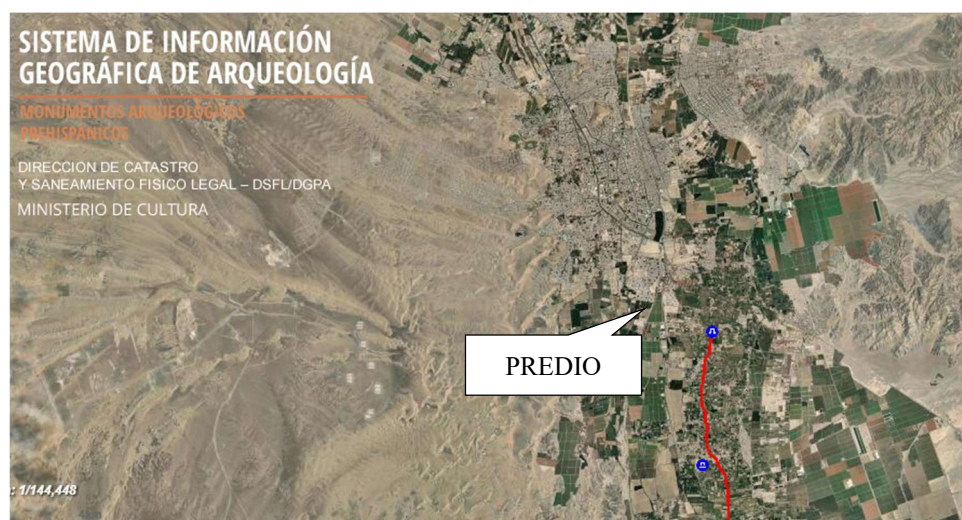 SISTEMA DE INFORMACIÓN
GEOGRÁFICA DE ARQUEOLOGÍA
MONUMENTOS ARQUEOLÓGICOS
PREHISPÁNICOS
DIRECCION DE CATASTRO
Y SANEAMIENTO FISICO LEGAL – DSFL/DGPA
MINISTERIO DE CULTURA
PREDIO
: 1/144,448